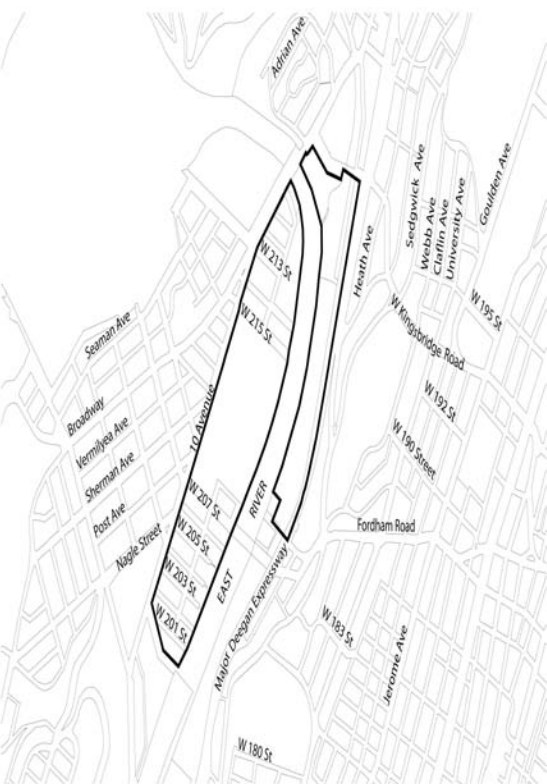 Adrian Ave
Sedgwick Ave
Webb Ave
Claflin Ave
University Ave
Goulden Ave
Heath Ave
W 213 St
W 215 St
W 195 St
W Kingsbridge Road
Seaman Ave
Broadway
Vermilyea Ave
Sherman Ave
Post Ave
Nagle Street
10 Avenue
W 192 St
W 190 Street
W 207 St
W 205 St
W 203 St
W 201 St
EAST
RIVER
Fordham Road
Major Deegan Expressway
W 183 St
Jerome Ave
W 180 St